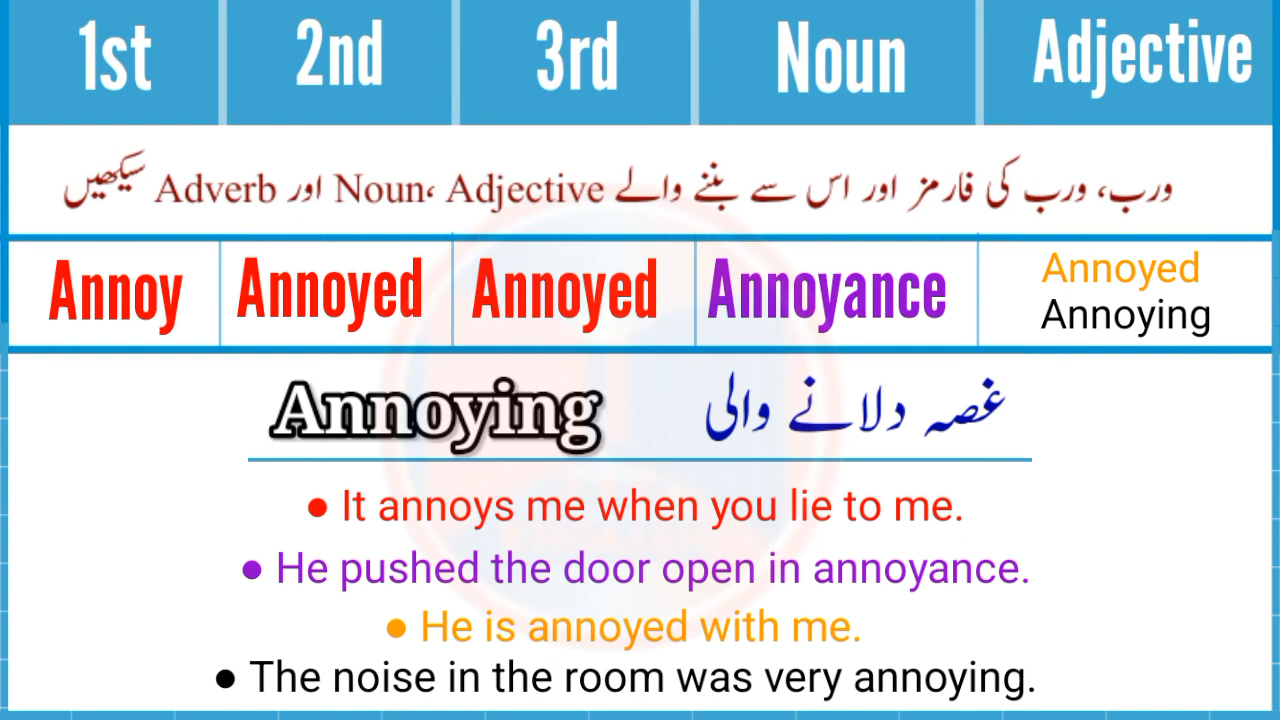 1st 2nd 3rd Noun Adjective
ورب، ورب کی فارمز اور اس سے بننے والے Noun، Adjective اور Adverb سیکھیں
Annoy Annoyed Annoyed Annoyance Annoyed
Annoying
Annoying غصہ دلانے والی
● It annoys me when you lie to me.
● He pushed the door open in annoyance.
● He is annoyed with me.
● The noise in the room was very annoying.